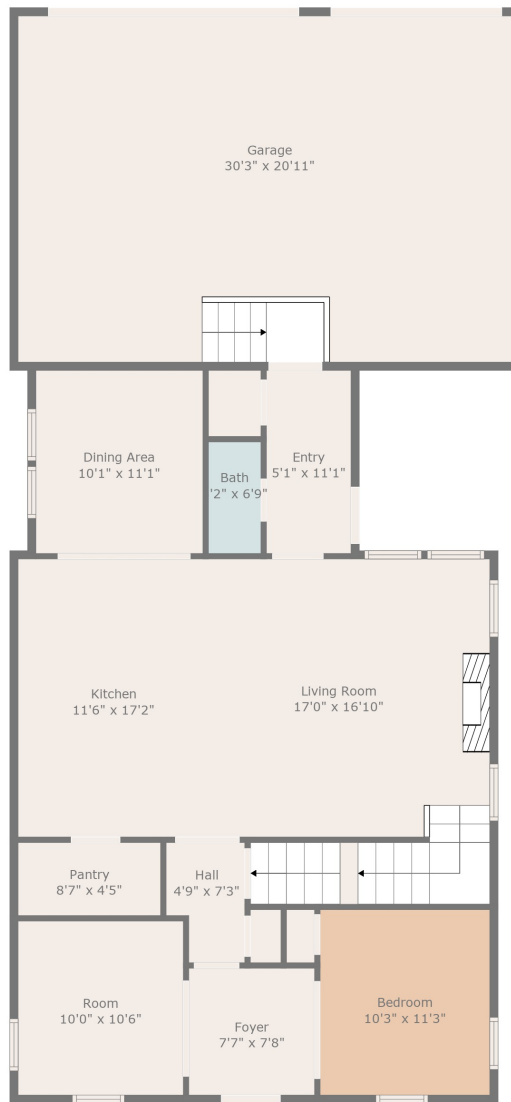 Garage
30'3" x 20'11"
Dining Area
10'1" x 11'1"
Entry
5'1" x 11'1"
Bath
'2" x 6'9"
Kitchen
11'6" x 17'2"
Living Room
17'0" x 16'10"
Pantry
8'7" x 4'5"
Hall
4'9" x 7'3"
Room
10'0" x 10'6"
Foyer
7'7" x 7'8"
Bedroom
10'3" x 11'3"